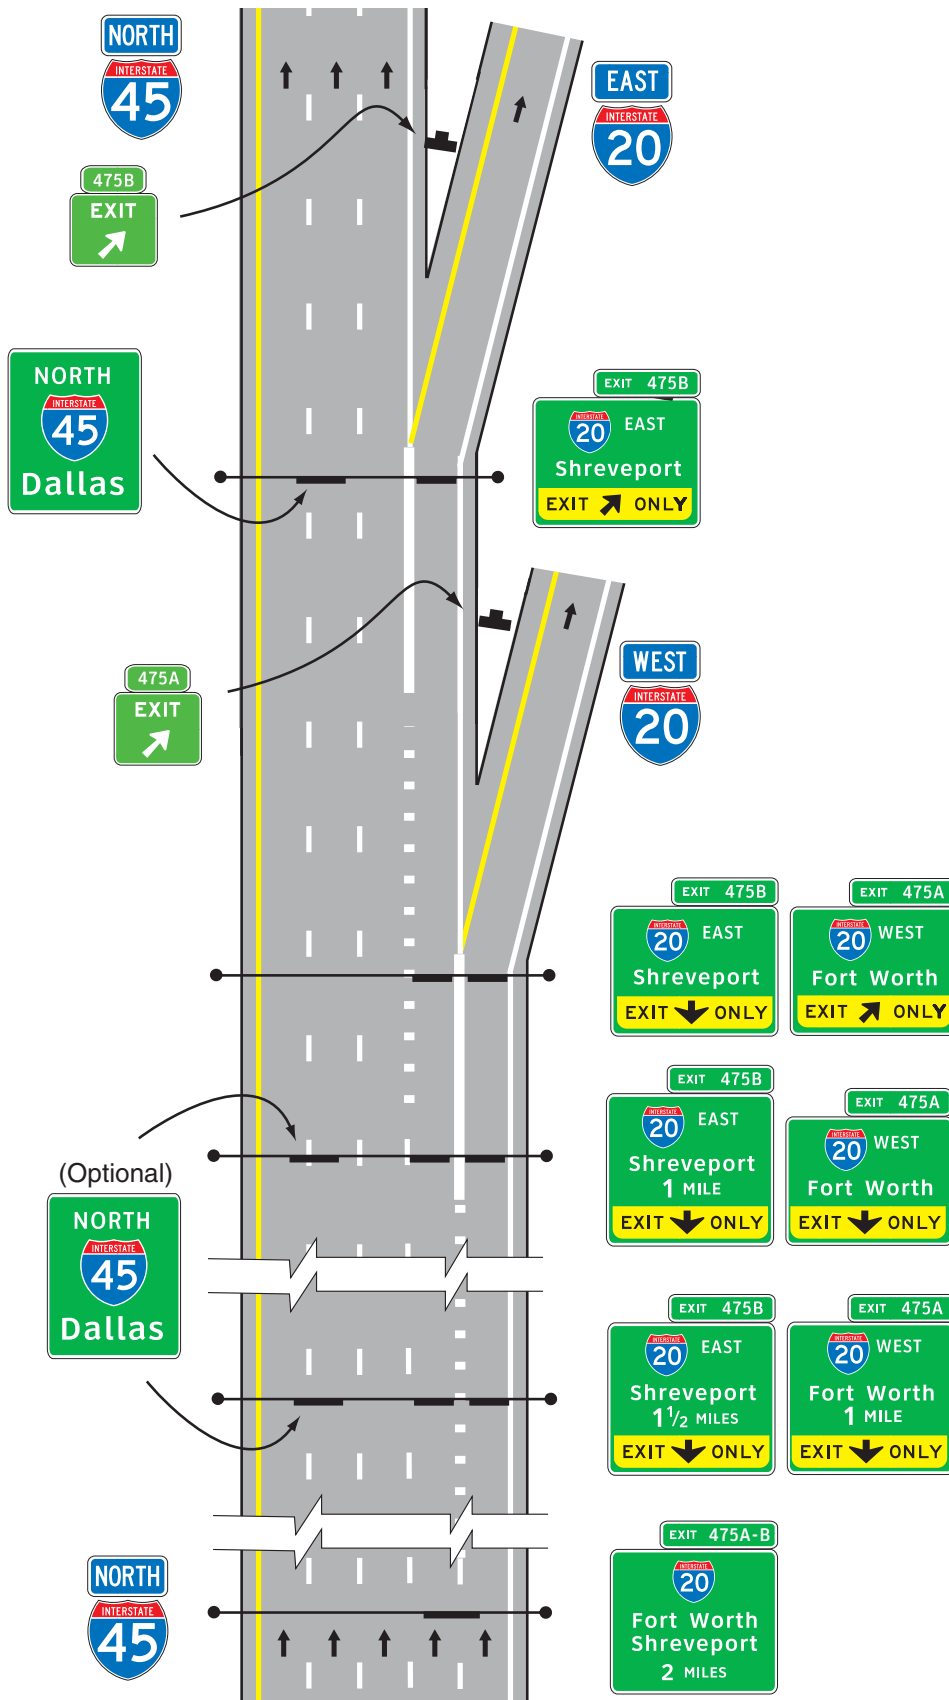 NORTH
INTERSTATE
45
EAST
INTERSTATE
20
475B
EXIT
NORTH
INTERSTATE
45
Dallas
EXIT 475B
INTERSTATE
20 EAST
Shreveport
EXIT ONLY
475A
EXIT
WEST
INTERSTATE
20
EXIT 475B
INTERSTATE
20 EAST
Shreveport
EXIT ONLY
EXIT 475A
INTERSTATE
20 WEST
Fort Worth
EXIT ONLY
EXIT 475B
INTERSTATE
20 EAST
Shreveport
1 MILE
EXIT ONLY
EXIT 475A
INTERSTATE
20 WEST
Fort Worth
EXIT ONLY
(Optional)
NORTH
INTERSTATE
45
Dallas
EXIT 475B
INTERSTATE
20 EAST
Shreveport
1 1/2 MILES
EXIT ONLY
EXIT 475A
INTERSTATE
20 WEST
Fort Worth
1 MILE
EXIT ONLY
NORTH
INTERSTATE
45
EXIT 475A-B
INTERSTATE
20
Fort Worth
Shreveport
2 MILES